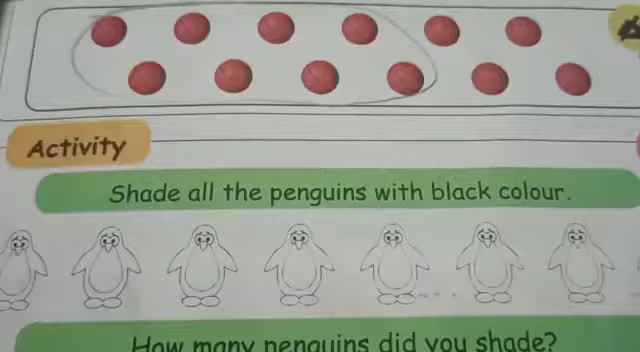 Activity
Shade all the penguins with black colour.
How many penguins did you shade?